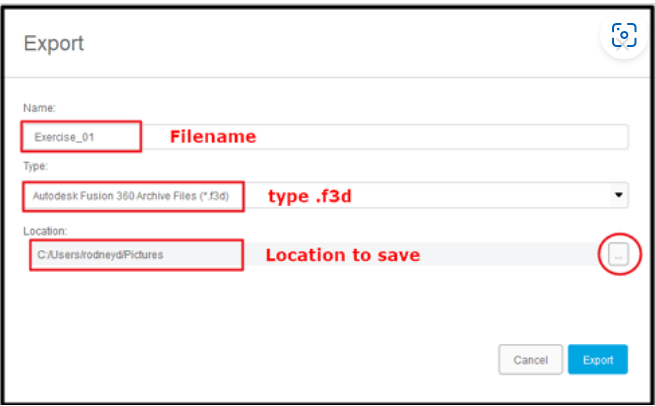 Export
Name:
Exercise_01 Filename
Type:
Autodesk Fusion 360 Archive Files (*.f3d) type .f3d
Location:
C:/Users/rodneyd/Pictures Location to save ...
Cancel Export